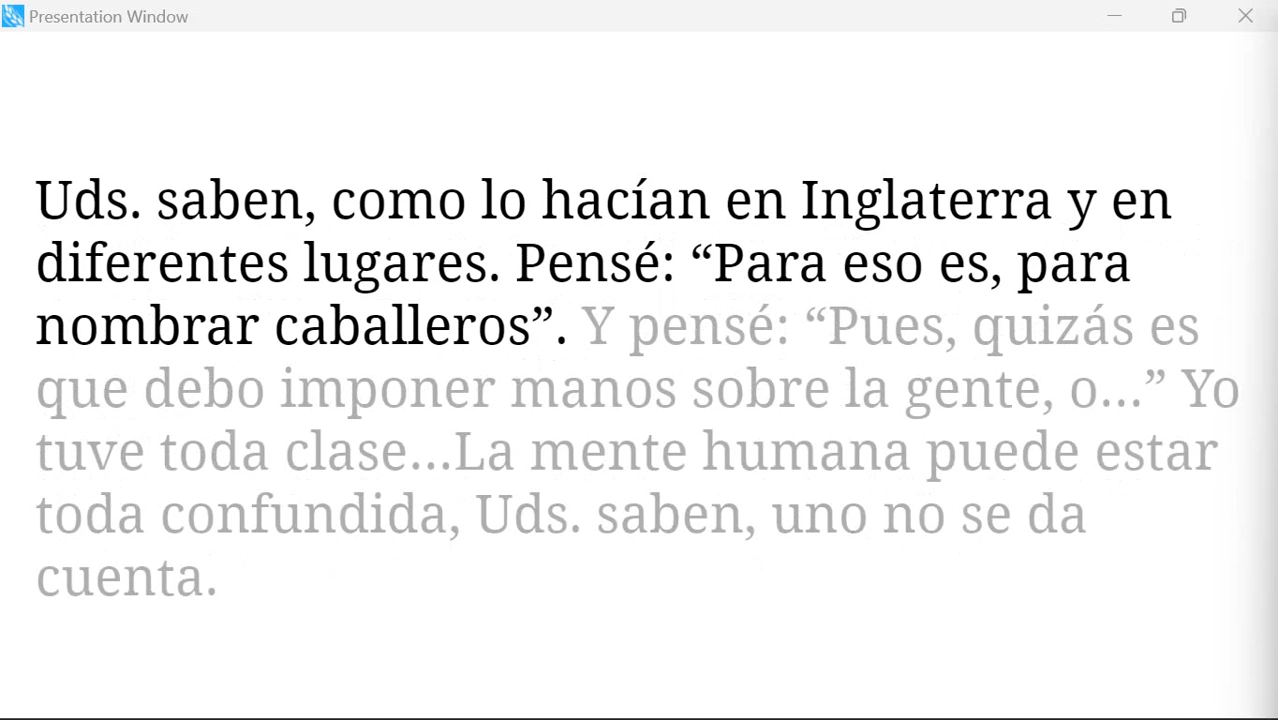 Presentation Window
Uds. saben, como lo hacían en Inglaterra y en
diferentes lugares. Pensé: “Para eso es, para
nombrar caballeros”. Y pensé: “Pues, quizás es
que debo imponer manos sobre la gente, o...” Yo
tuve toda clase...La mente humana puede estar
toda confundida, Uds. saben, uno no se da
cuenta.